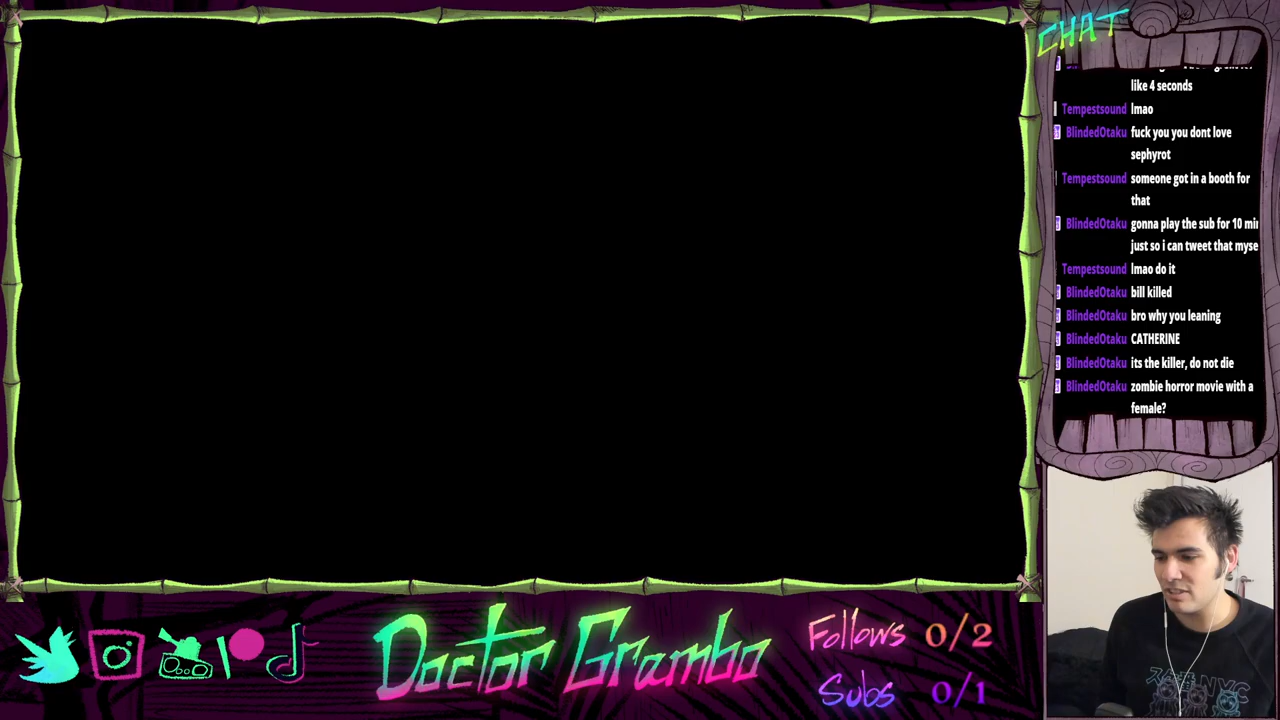 CHAT
like 4 seconds
Tempestsound lmao
BlindedOtaku fuck you you dont love
sephyrot
Tempestsound someone got in a booth for
that
BlindedOtaku gonna play the sub for 10 min
just so i can tweet that myse
Tempestsound lmao do it
BlindedOtaku bill killed
BlindedOtaku bro why you leaning
BlindedOtaku CATHERINE
BlindedOtaku its the killer, do not die
BlindedOtaku zombie horror movie with a
female?
NYC
Doctor Grambo
Follows 0/2
Subs 0/1